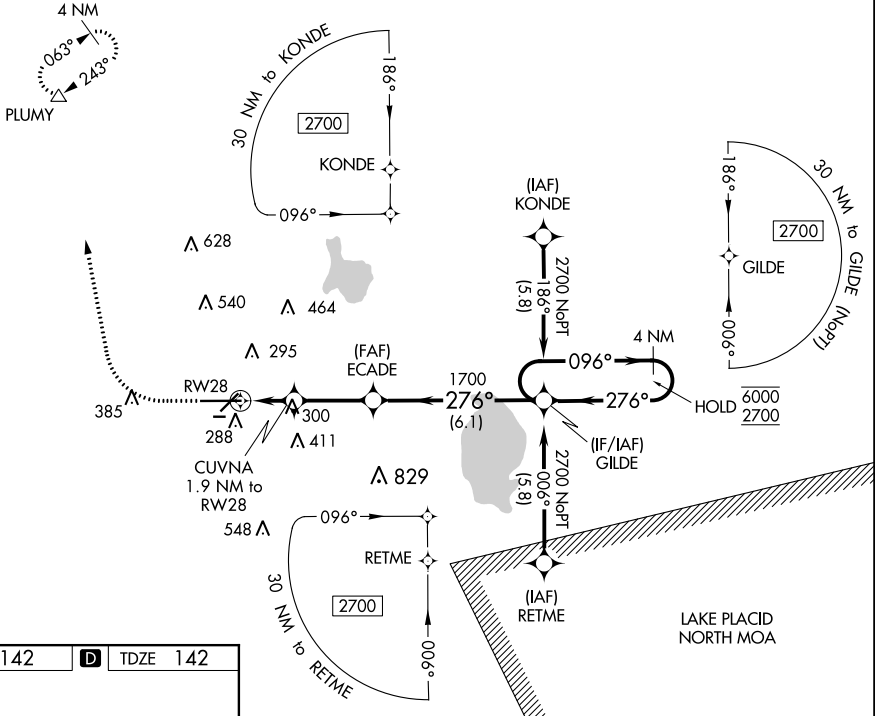 4 NM
063°
243°
PLUMY
30 NM to KONDE
186°
2700
KONDE
096°
(IAF)
KONDE
2700 NoPT
186°
(5.8)
186°
30 NM to GILDE (NoPT)
2700
GILDE
006°
628
540
464
295
(FAF)
ECADE
4 NM
096°
RW28
1700
276°
(6.1)
276°
HOLD
6000
2700
385
288
300
411
(IF/IAF)
GILDE
CUVNA
1.9 NM to
RW28
829
2700 NoPT
006°
(5.8)
548
096°
RETME
30 NM to RETME
2700
006°
(IAF)
RETME
LAKE PLACID
NORTH MOA
142
D
TDZE 142